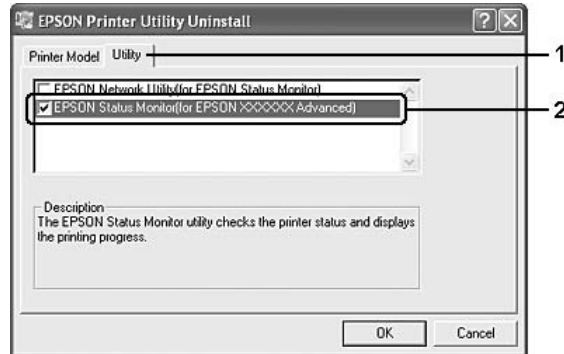 EPSON Printer Utility Uninstall
Printer Model Utility
1
EPSON Network Utility(for EPSON Status Monitor)
EPSON Status Monitor(for EPSON XXXXXXX Advanced)
2
Description
The EPSON Status Monitor utility checks the printer status and displays
the printing progress.
OK Cancel